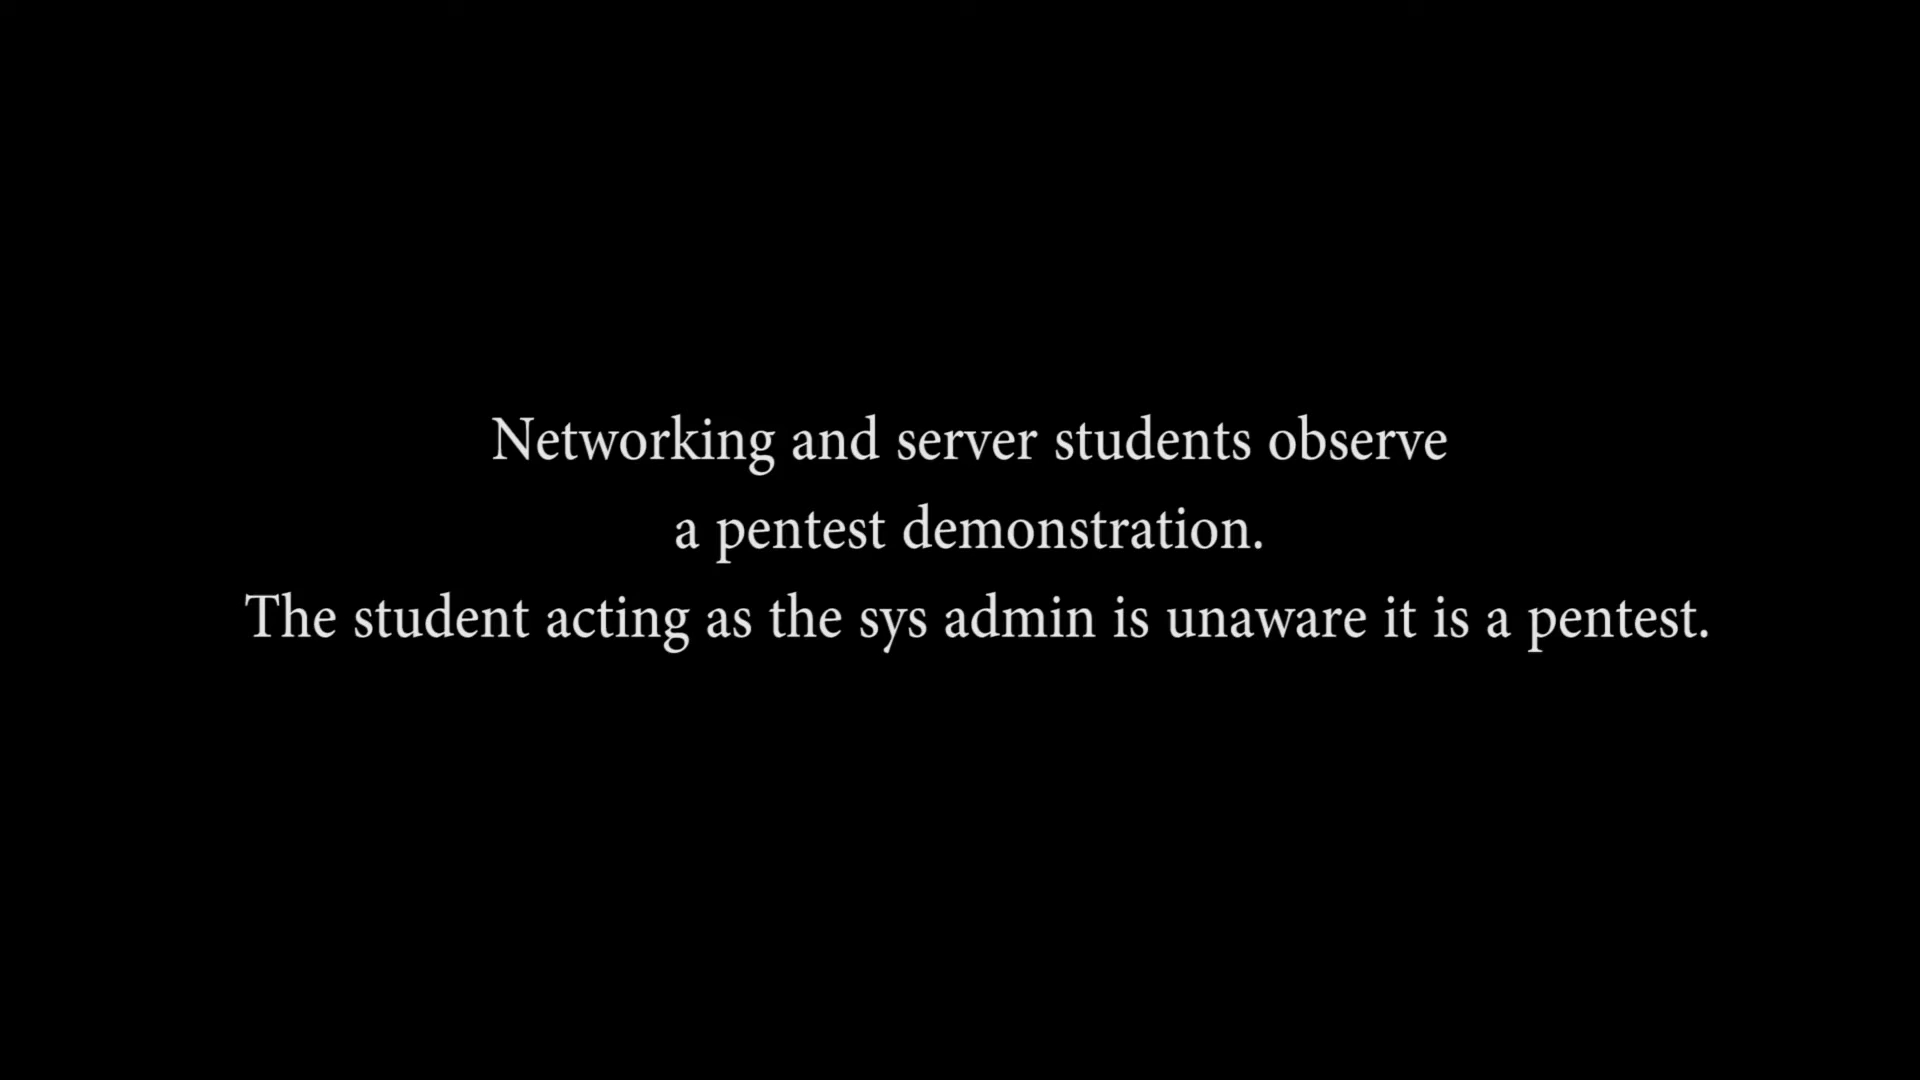 Networking and server students observe
a pentest demonstration.
The student acting as the sys admin is unaware it is a pentest.